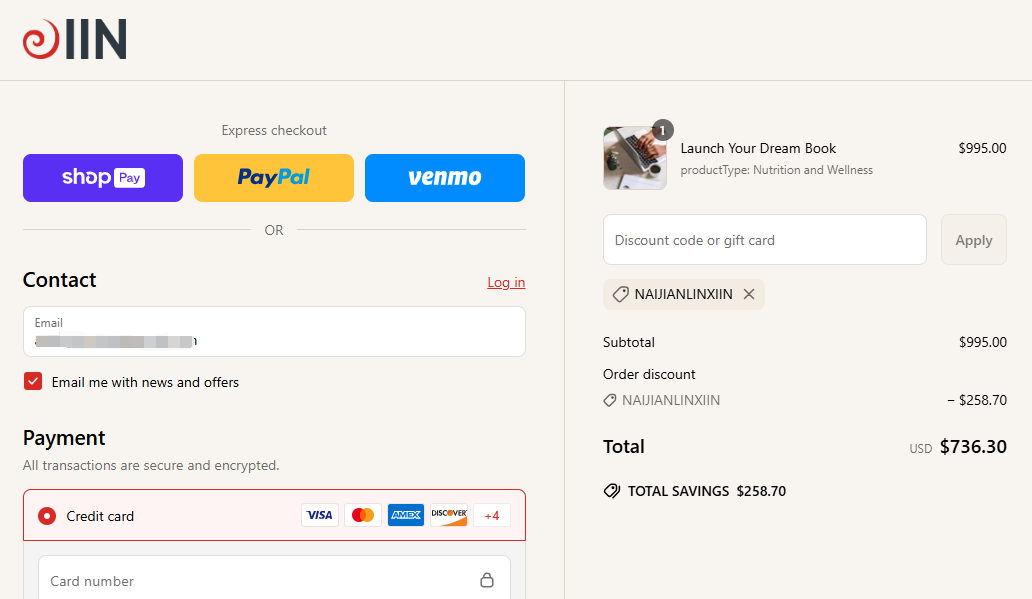 IIN
Express checkout
shop Pay
PayPal
venmo
OR
Contact
Log in
Email
Email me with news and offers
Payment
All transactions are secure and encrypted.
Credit card
VISA
AMEX
DISCOVER
+4
Card number
1
Launch Your Dream Book
$995.00
productType: Nutrition and Wellness
Discount code or gift card
Apply
NAIJIANLINXIIN
Subtotal
$995.00
Order discount
NAIJIANLINXIIN
− $258.70
Total
USD $736.30
TOTAL SAVINGS $258.70